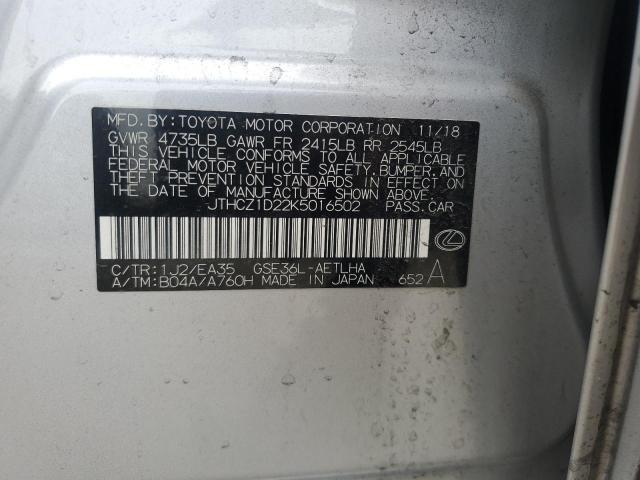 MFD. BY: TOYOTA MOTOR CORPORATION 11/18
GVWR 4735LB GAWR FR 2415LB RR 2545LB
THIS VEHICLE CONFORMS TO ALL APPLICABLE
FEDERAL MOTOR VEHICLE SAFETY, BUMPER, AND
THEFT PREVENTION STANDARDS IN EFFECT ON
THE DATE OF MANUFACTURE SHOWN ABOVE.
JTHCZ1D22K5016502 PASS. CAR
C/TR: 1J2/EA35 GSE36L-AETLHA
A/TM: B04A/A760H MADE IN JAPAN 652 A